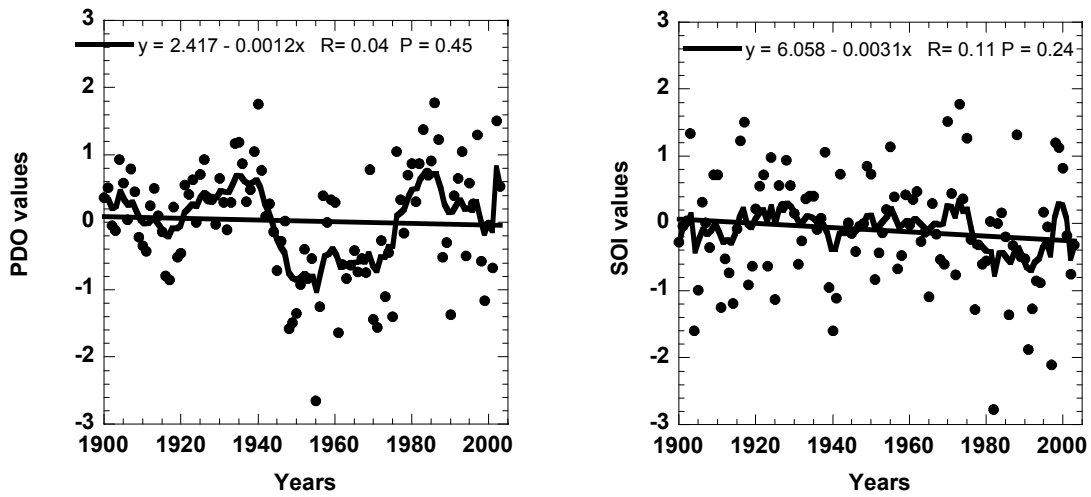 y = 2.417 - 0.0012x R= 0.04 P = 0.45
3
2
1
0
-1
-2
-3
PDO values
1900 1920 1940 1960 1980 2000
Years
y = 6.058 - 0.0031x R= 0.11 P = 0.24
3
2
1
0
-1
-2
-3
SOI values
1900 1920 1940 1960 1980 2000
Years